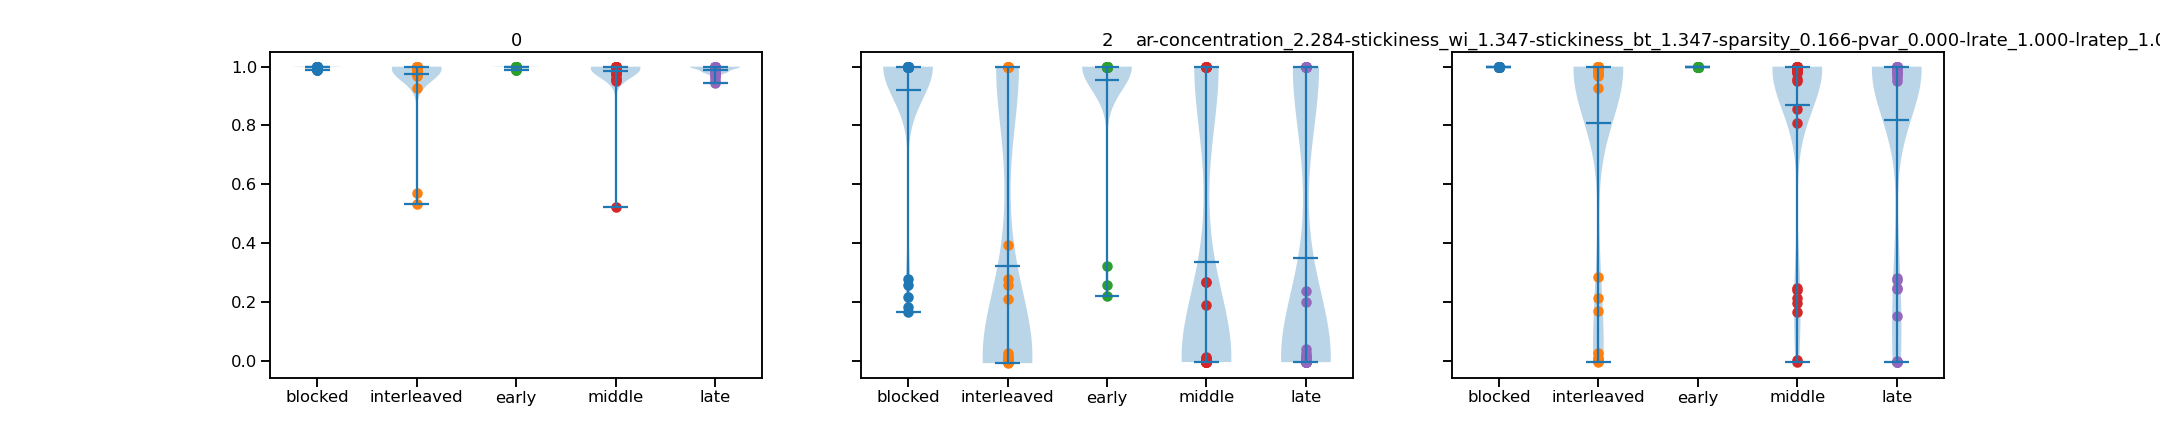 0
2
ar-concentration_2.284-stickiness_wi_1.347-stickiness_bt_1.347-sparsity_0.166-pvar_0.000-lrate_1.000-lratep_1.0
1.0
0.8
0.6
0.4
0.2
0.0
blocked interleaved early middle late
blocked interleaved early middle late
blocked interleaved early middle late